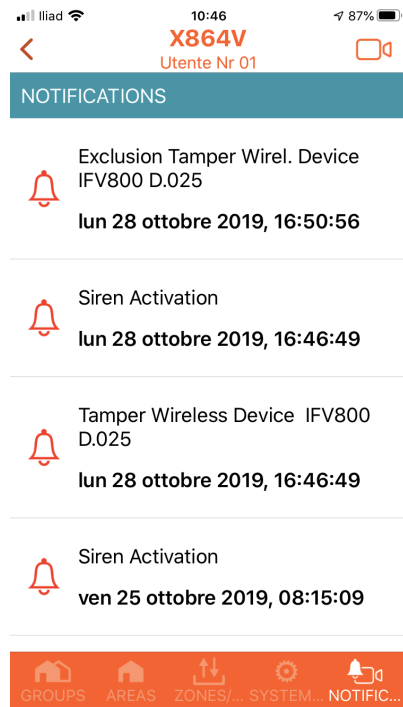 Iliad 10:46 87%
X864V
Utente Nr 01
NOTIFICATIONS
Exclusion Tamper Wirel. Device
IFV800 D.025
lun 28 ottobre 2019, 16:50:56
Siren Activation
lun 28 ottobre 2019, 16:46:49
Tamper Wireless Device  IFV800
D.025
lun 28 ottobre 2019, 16:46:49
Siren Activation
ven 25 ottobre 2019, 08:15:09
GROUPS AREAS ZONES/... SYSTEM... NOTIFIC...